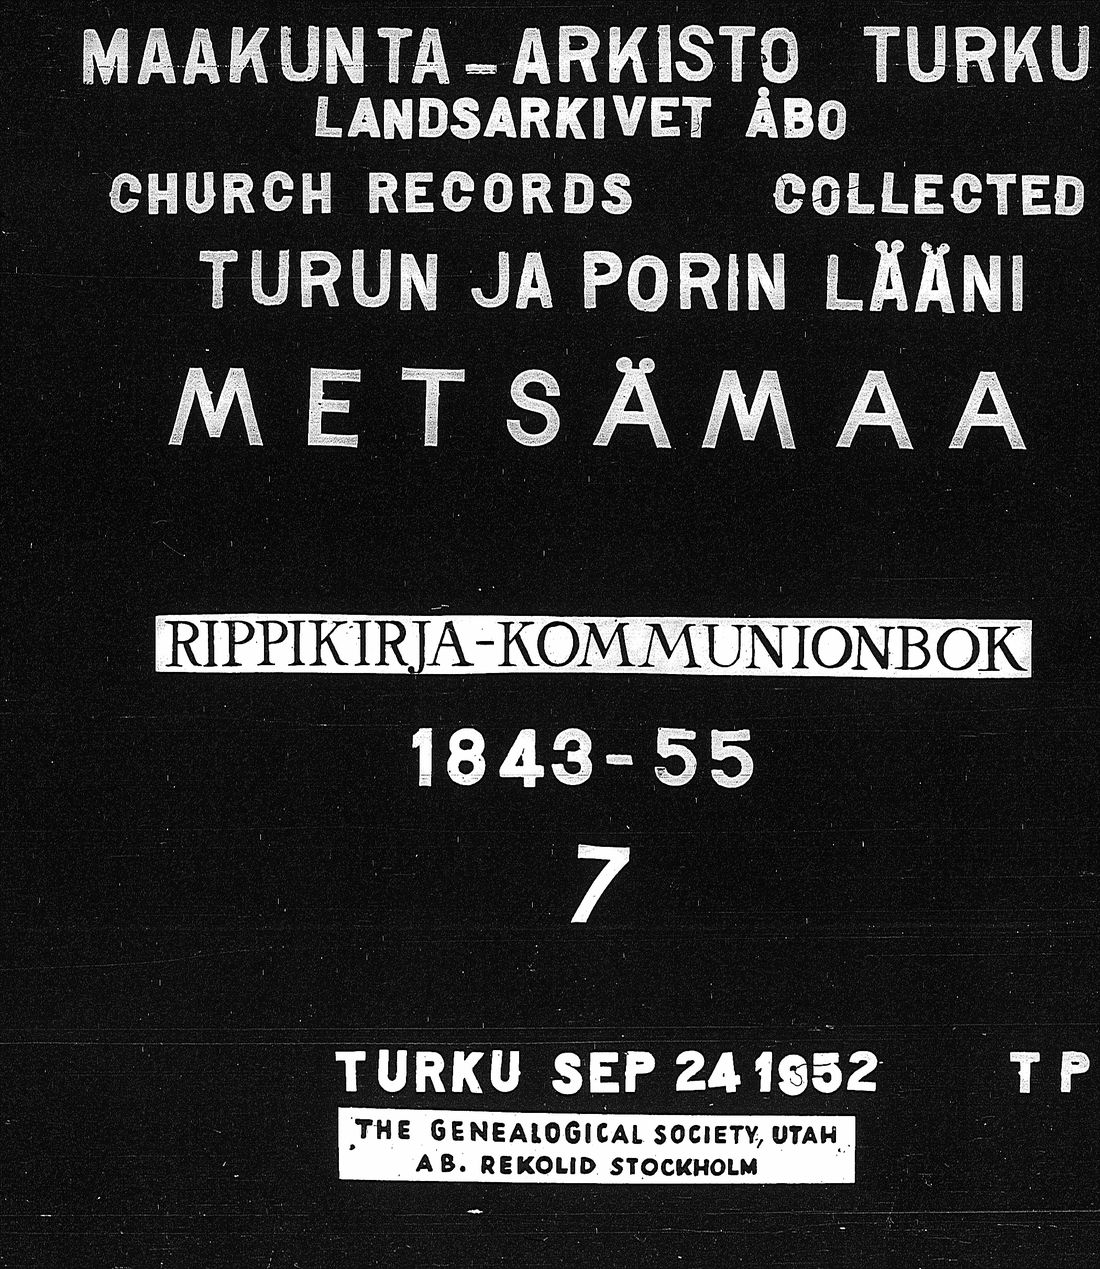 MAAKUNTA-ARKISTO TURKU
LANDSARKIVET ÅBO
CHURCH RECORDS COLLECTED
TURUN JA PORIN LÄÄNI
METSÄMAA
RIPPIKIRJA-KOMMUNIONBOK
1843-55
7
TURKU SEP 24 1952 T P
THE GENEALOGICAL SOCIETY, UTAH
AB. REKOLID STOCKHOLM